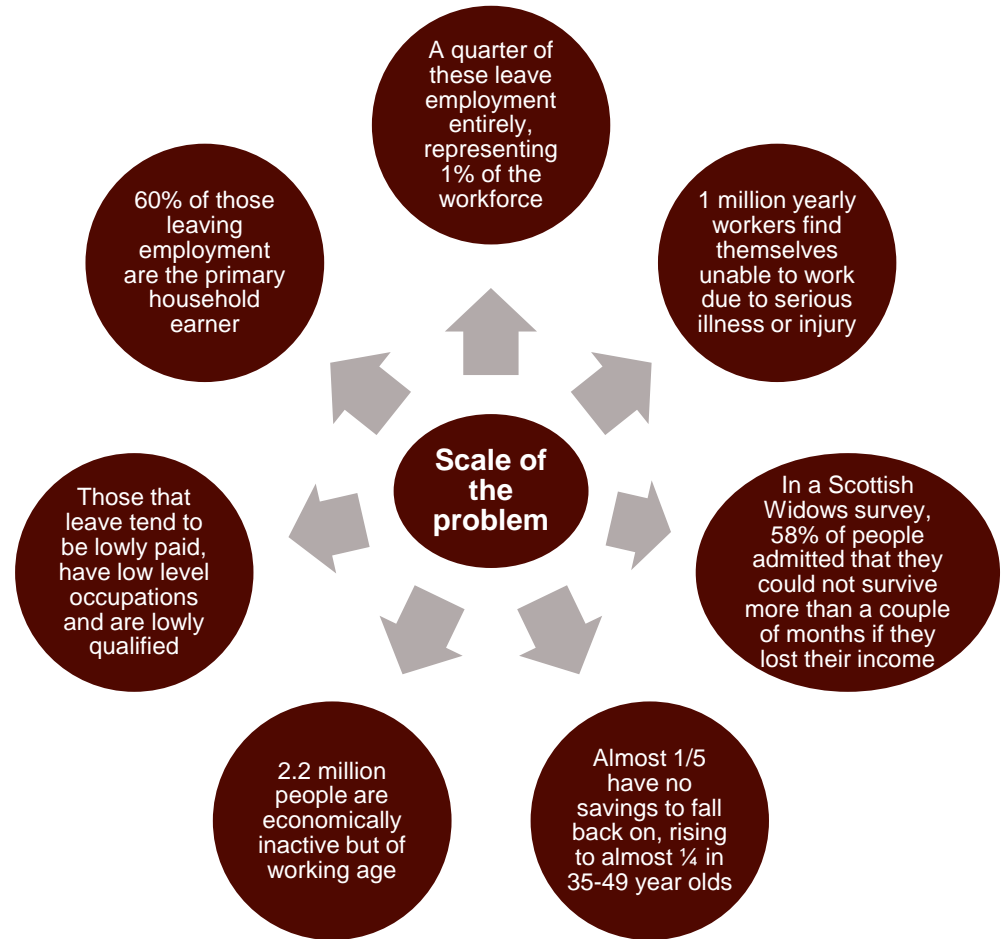 A quarter of
these leave
employment
entirely,
representing
1% of the
workforce
1 million yearly
workers find
themselves
unable to work
due to serious
illness or injury
60% of those
leaving
employment
are the primary
household
earner
Scale of
the
problem
In a Scottish
Widows survey,
58% of people
admitted that they
could not survive
more than a couple
of months if they
lost their income
Those that
leave tend to
be lowly paid,
have low level
occupations
and are lowly
qualified
2.2 million
people are
economically
inactive but of
working age
Almost 1/5
have no
savings to fall
back on, rising
to almost ¼ in
35-49 year olds